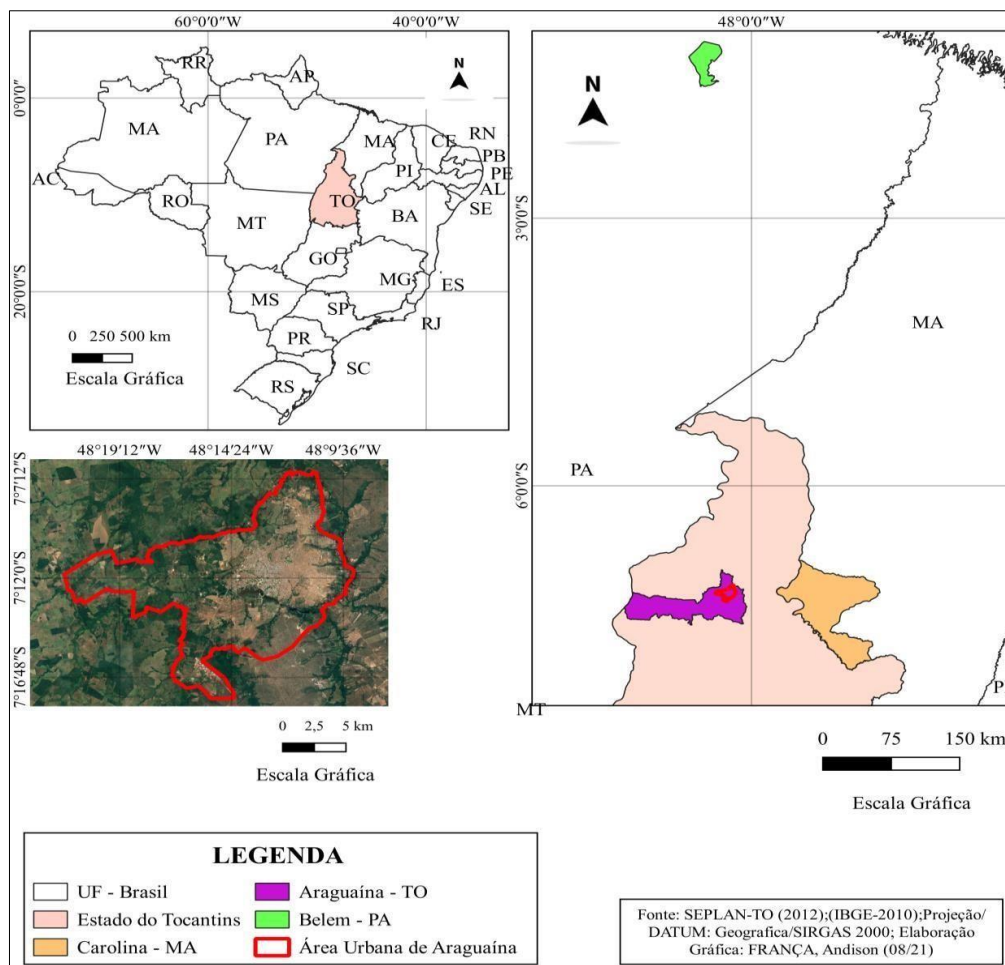 60°0'0"W
40°0'0"W
0°0'0"
20°0'0"S
N
RR
AP
MA
PA
MA
CE
RN
PB
PE
PI
AL
SE
AC
RO
TO
BA
MT
GO
MG
ES
MS
SP
RJ
PR
SC
RS
0 250 500 km
Escala Gráfica
48°19'12"W
48°14'24"W
48°9'36"W
7°7'12"S
7°12'0"S
7°16'48"S
0 2,5 5 km
Escala Gráfica
48°0'0"W
3°0'0"S
6°0'0"S
N
MA
PA
MT
P
0 75 150 km
Escala Gráfica
LEGENDA
UF - Brasil
Estado do Tocantins
Carolina - MA
Araguaína - TO
Belem - PA
Área Urbana de Araguaína
Fonte: SEPLAN-TO (2012);(IBGE-2010);Projeção/
DATUM: Geografica/SIRGAS 2000; Elaboração
Gráfica: FRANÇA, Andison (08/21)